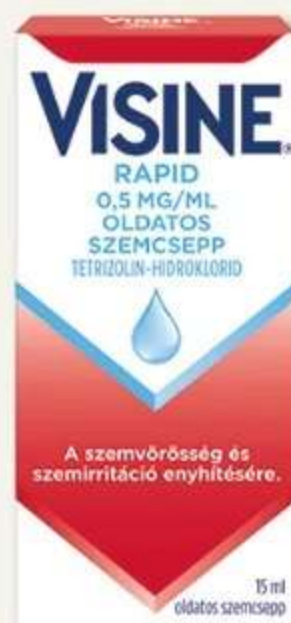 VISINE®
RAPID
0,5 MG/ML
OLDATOS
SZEMCSEPP
TETRIZOLIN-HIDROKLORID
A szemvörösség és
szemirritáció enyhítésére.
15 ml
oldatos szemcsepp